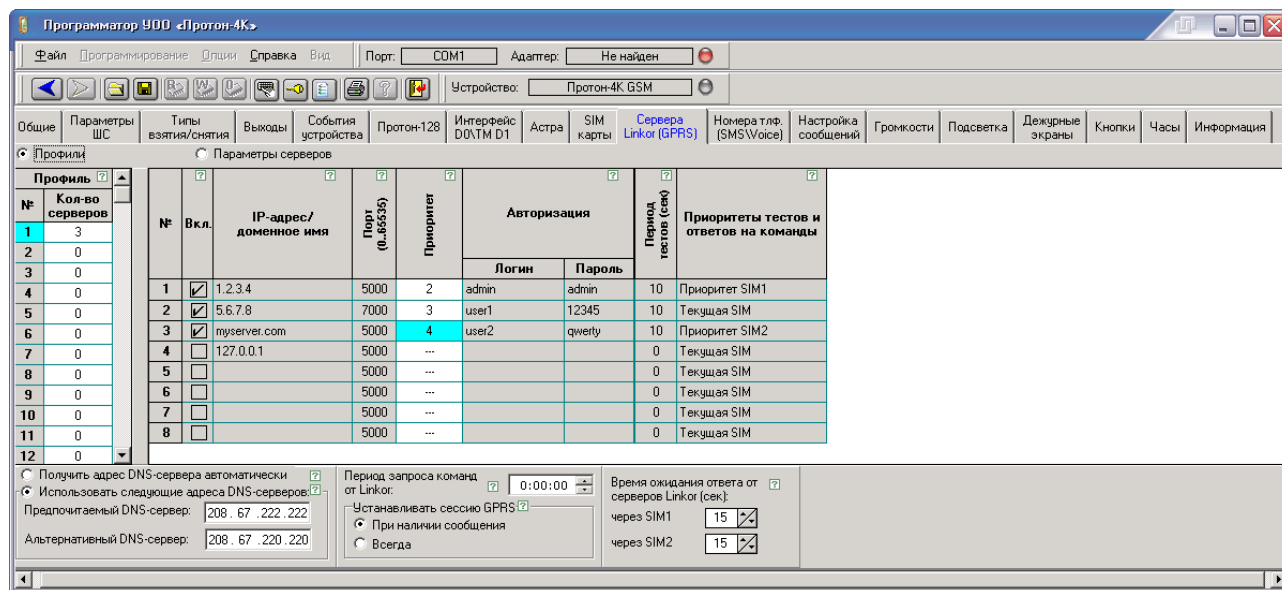 Программатор УОО «Протон-4К»
Файл Программирование Опции Справка Вид Порт: COM1 Адаптер: Не найден
Устройство: Протон-4К GSM
Общие Параметры ШС Типы взятия/снятия Выходы События устройства Протон-128 Интерфейс D0\TM D1 Астра SIM карты Сервера Linkor (GPRS) Номера тлф. (SMS\Voice) Настройка сообщений Громкости Подсветка Дежурные экраны Кнопки Часы Информация
Профили Параметры серверов
Профиль ?
№ Кол-во серверов
1 3
2 0
3 0
4 0
5 0
6 0
7 0
8 0
9 0
10 0
11 0
12 0
? ? ? ? ? ? ?
№ Вкл. IP-адрес/ доменное имя Порт (0..65535) Приоритет Авторизация Период тестов (сек) Приоритеты тестов и ответов на команды
Логин Пароль
1 1.2.3.4 5000 2 admin admin 10 Приоритет SIM1
2 5.6.7.8 7000 3 user1 12345 10 Текущая SIM
3 myserver.com 5000 4 user2 qwerty 10 Приоритет SIM2
4 127.0.0.1 5000 --- 0 Текущая SIM
5 5000 --- 0 Текущая SIM
6 5000 --- 0 Текущая SIM
7 5000 --- 0 Текущая SIM
8 5000 --- 0 Текущая SIM
Получить адрес DNS-сервера автоматически ?
Использовать следующие адреса DNS-серверов: ?
Предпочитаемый DNS-сервер: 208 . 67 .222 .222
Альтернативный DNS-сервер: 208 . 67 .220 .220
Период запроса команд
от Linkor: ? 0:00:00
Устанавливать сессию GPRS ?
При наличии сообщения
Всегда
Время ожидания ответа от ?
серверов Linkor (сек):
через SIM1 15
через SIM2 15